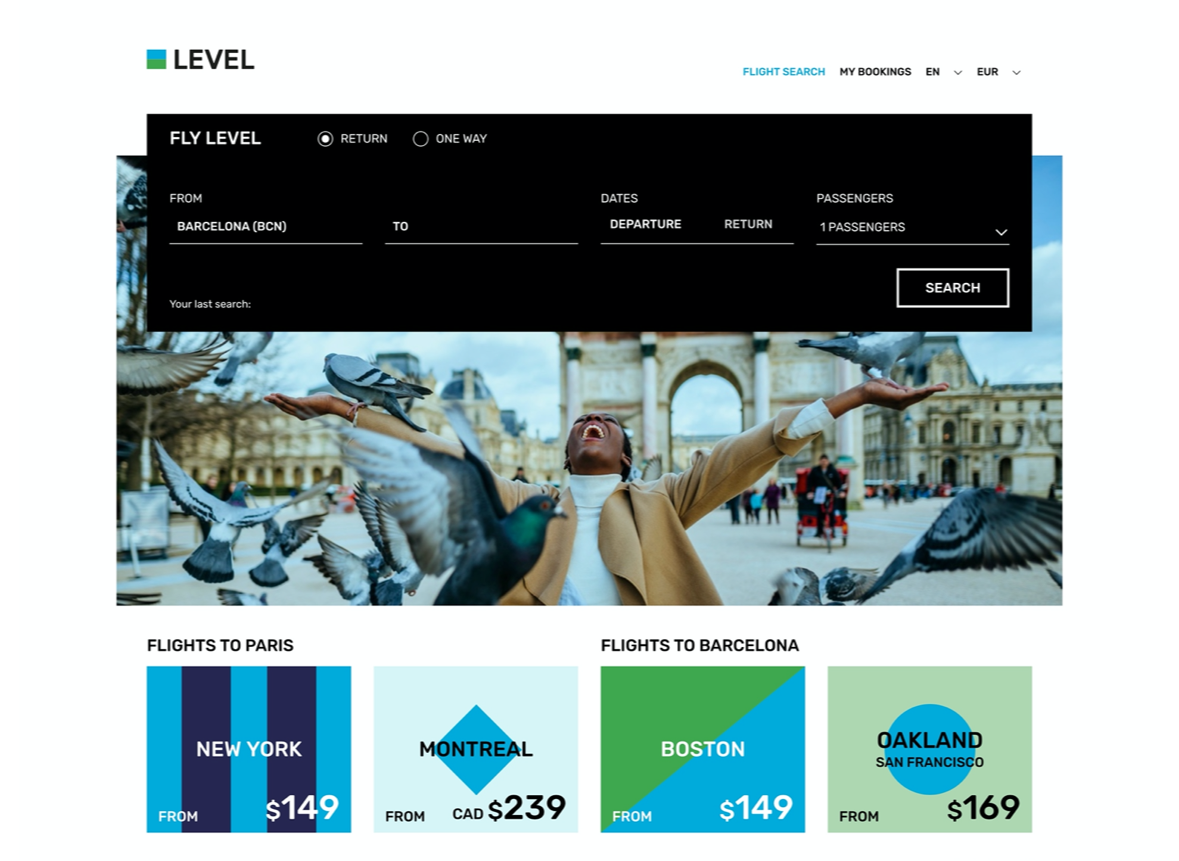 LEVEL
FLIGHT SEARCH MY BOOKINGS EN EUR
FLY LEVEL RETURN ONE WAY
FROM DATES PASSENGERS
BARCELONA (BCN) TO DEPARTURE RETURN 1 PASSENGERS
SEARCH
Your last search:
FLIGHTS TO PARIS FLIGHTS TO BARCELONA
NEW YORK
FROM $149
MONTREAL
FROM CAD $239
BOSTON
FROM $149
OAKLAND
SAN FRANCISCO
FROM $169